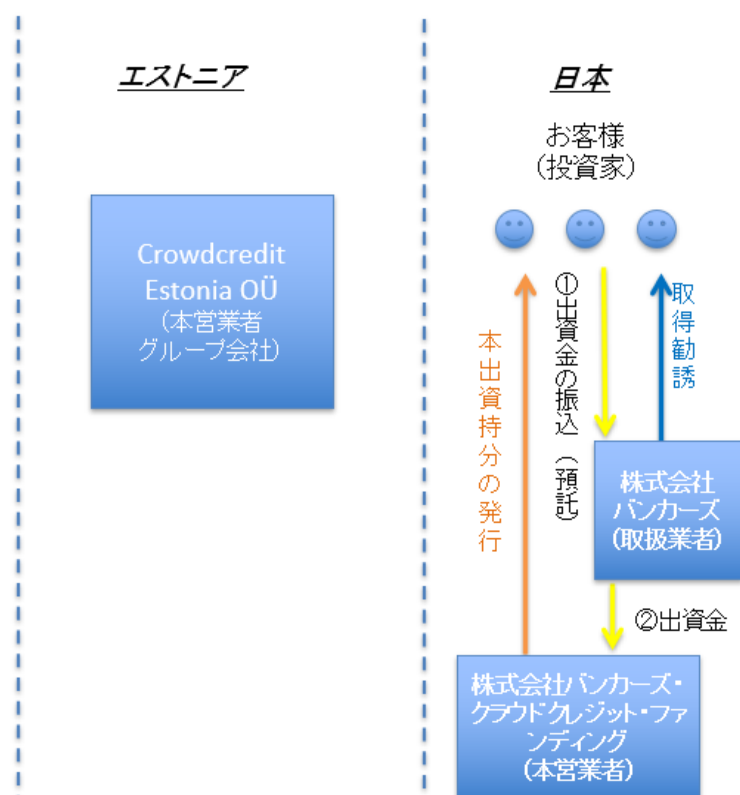 エストニア
Crowdcredit
Estonia OÜ
(本営業者
グループ会社)
日本
お客様
(投資家)
本出資持分の発行
①出資金の振込(預託)
取得勧誘
株式会社
バンカーズ
(取扱業者)
②出資金
株式会社バンカーズ・
クラウドクレジット・ファ
ンディング
(本営業者)